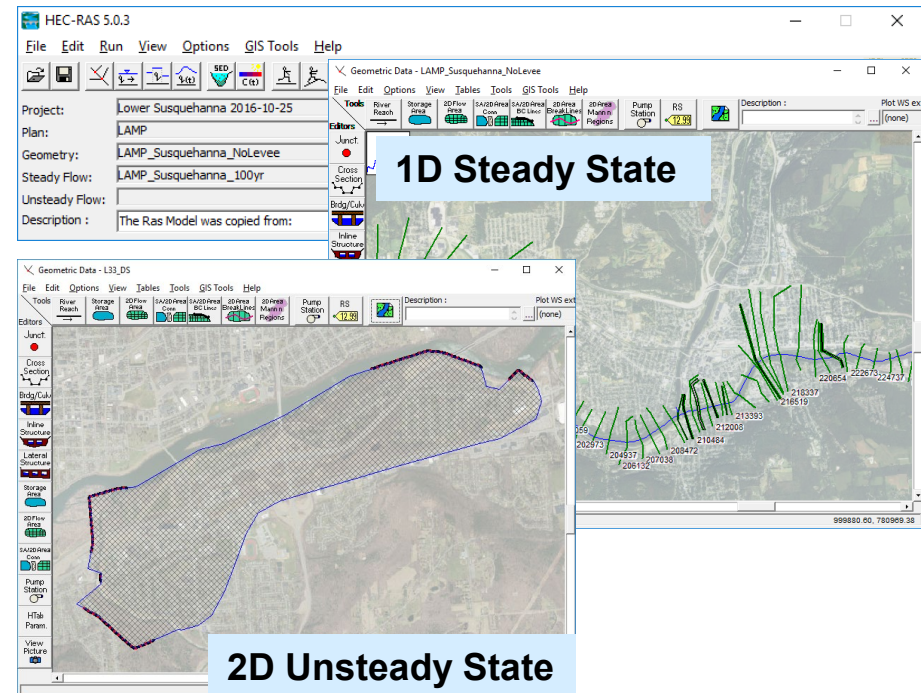 HEC-RAS 5.0.3
File Edit Run View Options GIS Tools Help
SED
C(t)
Project: Lower Susquehanna 2016-10-25
Plan: LAMP
Geometry: LAMP_Susquehanna_NoLevee
Steady Flow: LAMP_Susquehanna_100yr
Unsteady Flow:
Description : The Ras Model was copied from:
Geometric Data - LAMP_Susquehanna_NoLevee
File Edit Options View Tables Tools GIS Tools Help
Tools River Reach Storage Area 2D Flow Area SA/2D Area Conn SA/2D Area BC Lines 2D Area BreakLines 2D Area Mann n Regions Pump Station RS Description : Plot WS ex
12.99 ... (none)
Editors
Junct.
Cross Section
Brdg/Culv
Inline Structure
1D Steady State
220654 222673 224737
218337
216519
213393
212008
210484
208472
207038
206132
204937
202973
059
999880.60, 780969.38
Geometric Data - L33_DS
File Edit Options View Tables Tools GIS Tools Help
Tools River Reach Storage Area 2D Flow Area SA/2D Area Conn SA/2D Area BC Lines 2D Area BreakLines 2D Area Mann n Regions Pump Station RS Description : Plot WS ext
12.99 ... (none)
Editors
Junct.
Cross Section
Brdg/Culv
Inline Structure
Lateral Structure
Storage Area
2D Flow Area
SA/2D Area Conn
Pump Station
HTab Param.
View Picture
2D Unsteady State